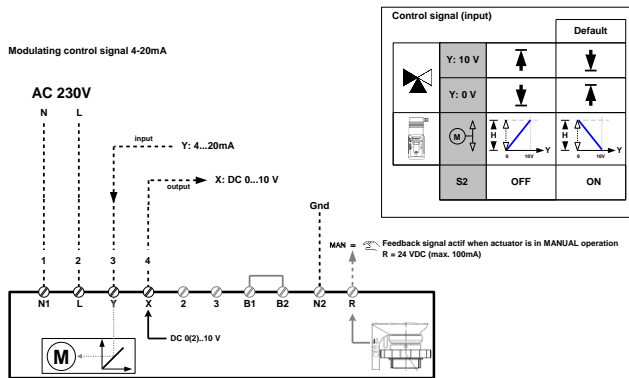 Control signal (input)
Default
Y: 10 V
Y: 0 V
M
H
Y
0
10V
H
Y
0
10V
S2
OFF
ON
Modulating control signal 4-20mA
AC 230V
N
L
input
Y: 4...20mA
output
X: DC 0...10 V
Gnd
MAN =
Feedback signal actif when actuator is in MANUAL operation
R = 24 VDC (max. 100mA)
1
2
3
4
N1
L
Y
X
2
3
B1
B2
N2
R
DC 0(2)..10 V
M